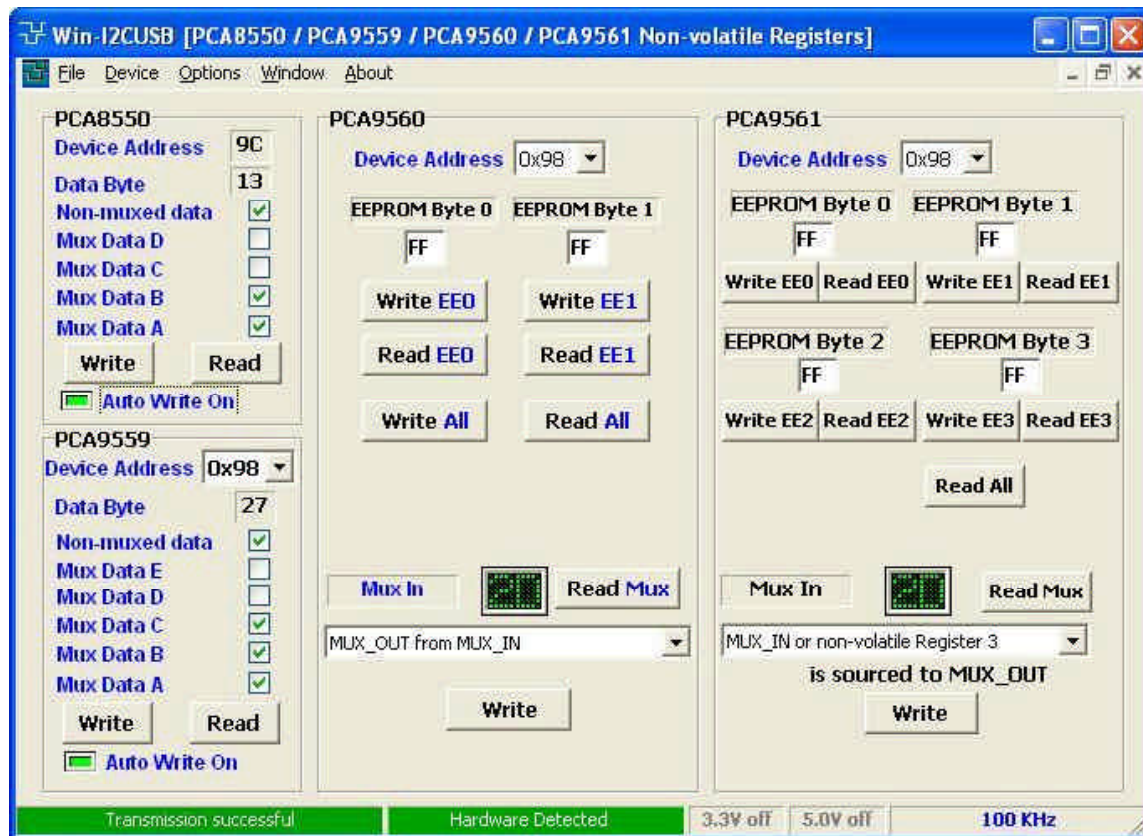 Win-I2CUSB [PCA8550 / PCA9559 / PCA9560 / PCA9561 Non-volatile Registers]
File Device Options Window About
PCA8550
Device Address 9C
Data Byte 13
Non-muxed data
Mux Data D
Mux Data C
Mux Data B
Mux Data A
Write Read
Auto Write On
PCA9559
Device Address 0x98
Data Byte 27
Non-muxed data
Mux Data E
Mux Data D
Mux Data C
Mux Data B
Mux Data A
Write Read
Auto Write On
PCA9560
Device Address 0x98
EEPROM Byte 0 EEPROM Byte 1
FF FF
Write EE0 Write EE1
Read EE0 Read EE1
Write All Read All
Mux In Read Mux
MUX_OUT from MUX_IN
Write
PCA9561
Device Address 0x98
EEPROM Byte 0 EEPROM Byte 1
FF FF
Write EE0 Read EE0 Write EE1 Read EE1
EEPROM Byte 2 EEPROM Byte 3
FF FF
Write EE2 Read EE2 Write EE3 Read EE3
Read All
Mux In Read Mux
MUX_IN or non-volatile Register 3
is sourced to MUX_OUT
Write
Transmission successful Hardware Detected 3.3V off 5.0V off 100 KHz